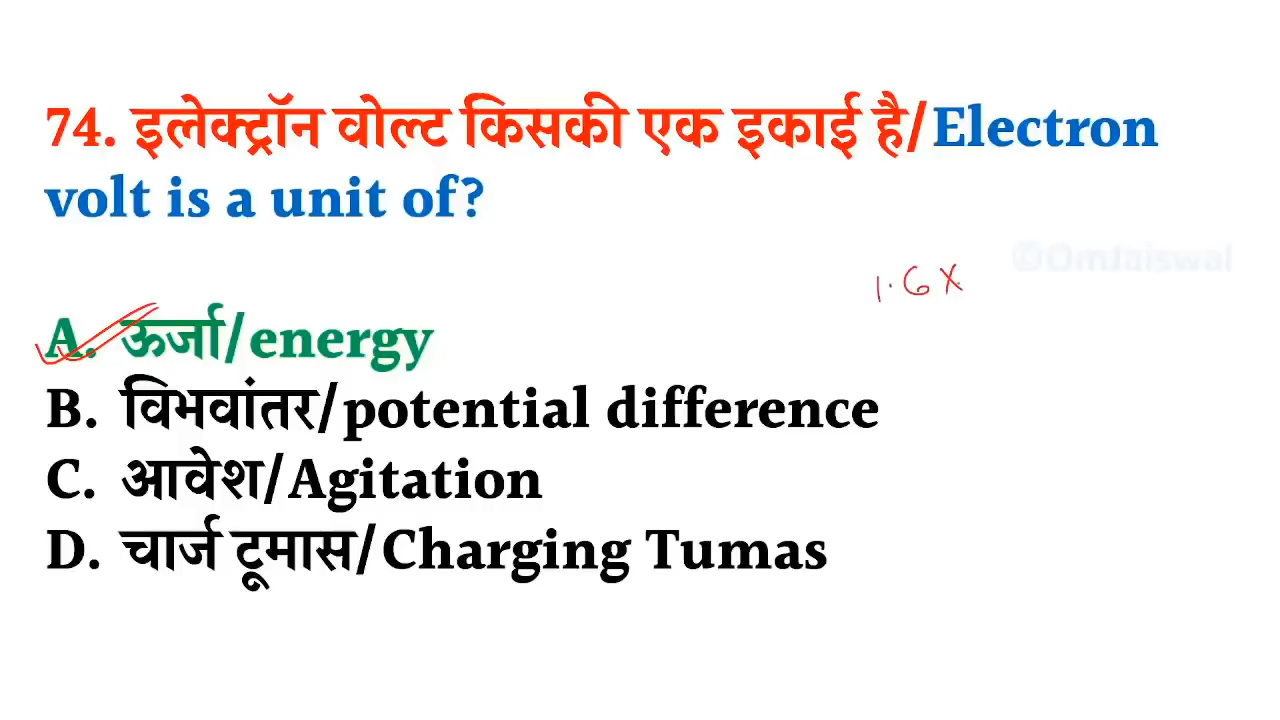 74. इलेक्ट्रॉन वोल्ट किसकी एक इकाई है/Electron
volt is a unit of?
©OmJaiswal
1.6 X
A. ऊर्जा/energy
B. विभवांतर/potential difference
C. आवेश/Agitation
D. चार्ज टूमास/Charging Tumas